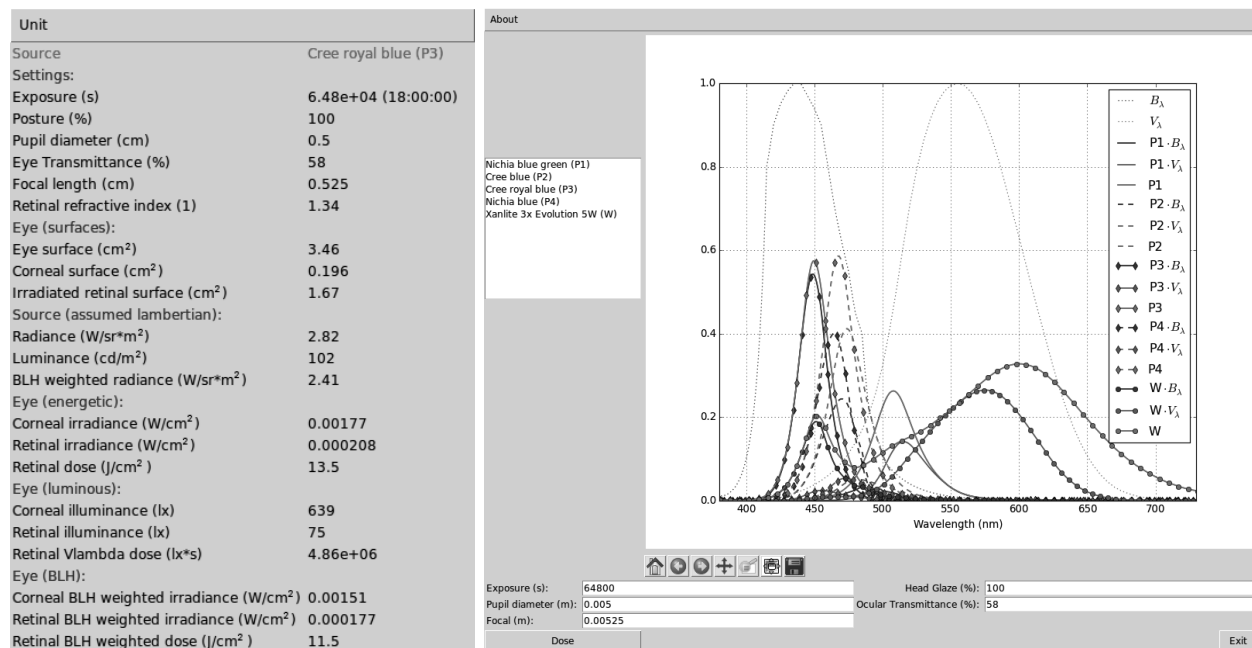 Unit
Source Cree royal blue (P3)
Settings:
Exposure (s) 6.48e+04 (18:00:00)
Posture (%) 100
Pupil diameter (cm) 0.5
Eye Transmittance (%) 58
Focal length (cm) 0.525
Retinal refractive index (1) 1.34
Eye (surfaces):
Eye surface (cm²) 3.46
Corneal surface (cm²) 0.196
Irradiated retinal surface (cm²) 1.67
Source (assumed lambertian):
Radiance (W/sr*m²) 2.82
Luminance (cd/m²) 102
BLH weighted radiance (W/sr*m²) 2.41
Eye (energetic):
Corneal irradiance (W/cm²) 0.00177
Retinal irradiance (W/cm²) 0.000208
Retinal dose (J/cm²) 13.5
Eye (luminous):
Corneal illuminance (lx) 639
Retinal illuminance (lx) 75
Retinal Vlambda dose (lx*s) 4.86e+06
Eye (BLH):
Corneal BLH weighted irradiance (W/cm²) 0.00151
Retinal BLH weighted irradiance (W/cm²) 0.000177
Retinal BLH weighted dose (J/cm²) 11.5
About
Nichia blue green (P1)
Cree blue (P2)
Cree royal blue (P3)
Nichia blue (P4)
Xanlite 3x Evolution 5W (W)
1.0
0.8
0.6
0.4
0.2
0.0
400 450 500 550 600 650 700
Wavelength (nm)
Bλ
Vλ
P1·Bλ
P1·Vλ
P1
P2·Bλ
P2·Vλ
P2
P3·Bλ
P3·Vλ
P3
P4·Bλ
P4·Vλ
P4
W·Bλ
W·Vλ
W
Exposure (s): 64800 Head Glaze (%): 100
Pupil diameter (m): 0.005 Ocular Transmittance (%): 58
Focal (m): 0.00525
Dose Exit